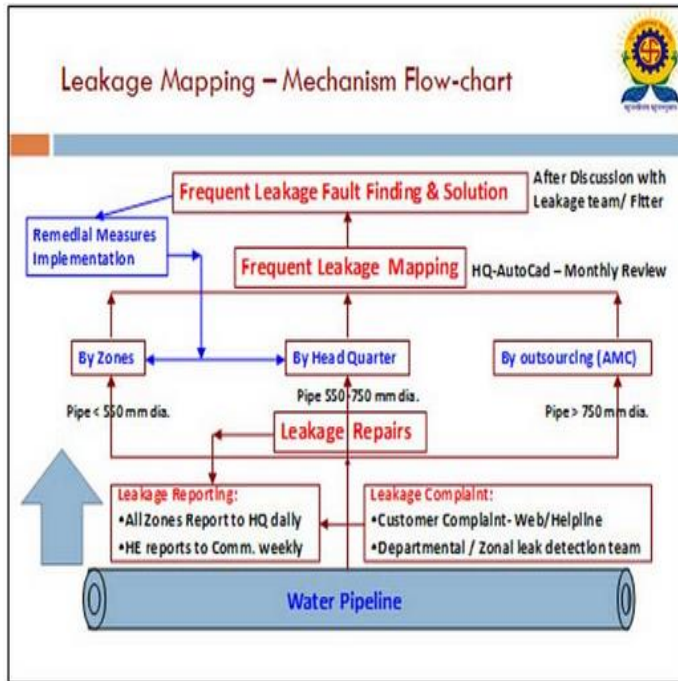 Leakage Mapping – Mechanism Flow-chart
Frequent Leakage Fault Finding & Solution
After Discussion with
Leakage team/ Fitter
Remedial Measures
Implementation
Frequent Leakage Mapping
HQ-AutoCad – Monthly Review
By Zones
By Head Quarter
By outsourcing (AMC)
Pipe < 550 mm dia.
Pipe 550-750 mm dia.
Pipe > 750 mm dia.
Leakage Repairs
Leakage Reporting:
•All Zones Report to HQ daily
•HE reports to Comm. weekly
Leakage Complaint:
•Customer Complaint- Web/Helpline
•Departmental / Zonal leak detection team
Water Pipeline